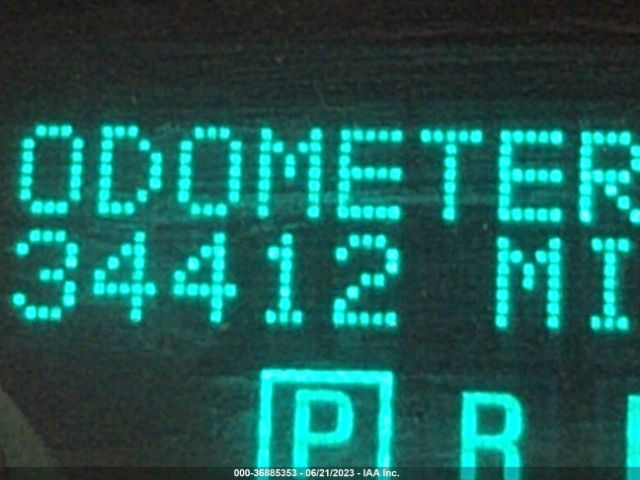 ODOMETER
34412 MI
P R
000-36885353 - 06/21/2023 - IAA Inc.